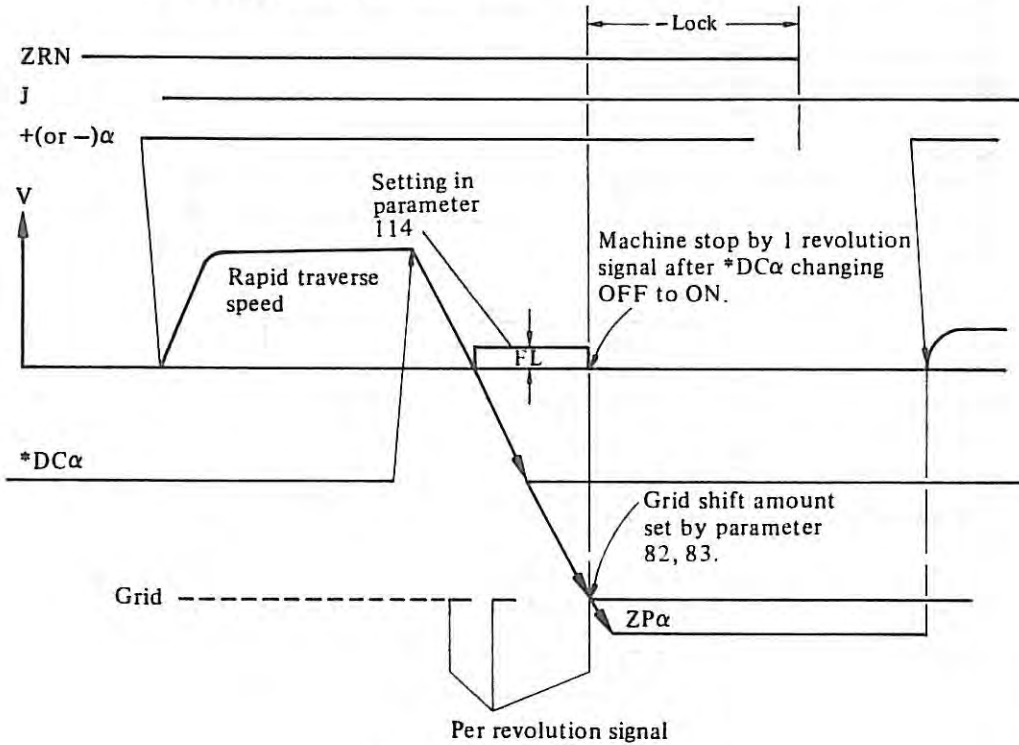 – Lock
ZRN
J
+(or –)α
V
Setting in
parameter
114
Machine stop by 1 revolution
signal after *DCα changing
OFF to ON.
Rapid traverse
speed
FL
*DCα
Grid shift amount
set by parameter
82, 83.
Grid
ZPα
Per revolution signal